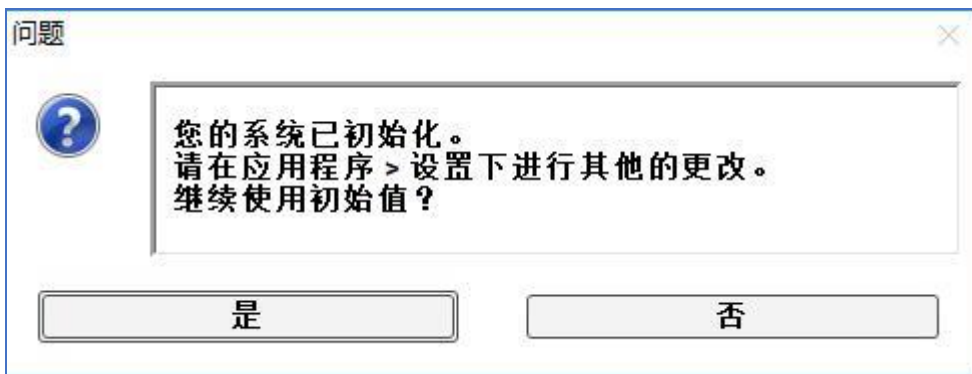 问题
您的系统已初始化。
请在应用程序 > 设置下进行其他的更改。
继续使用初始值?
是
否